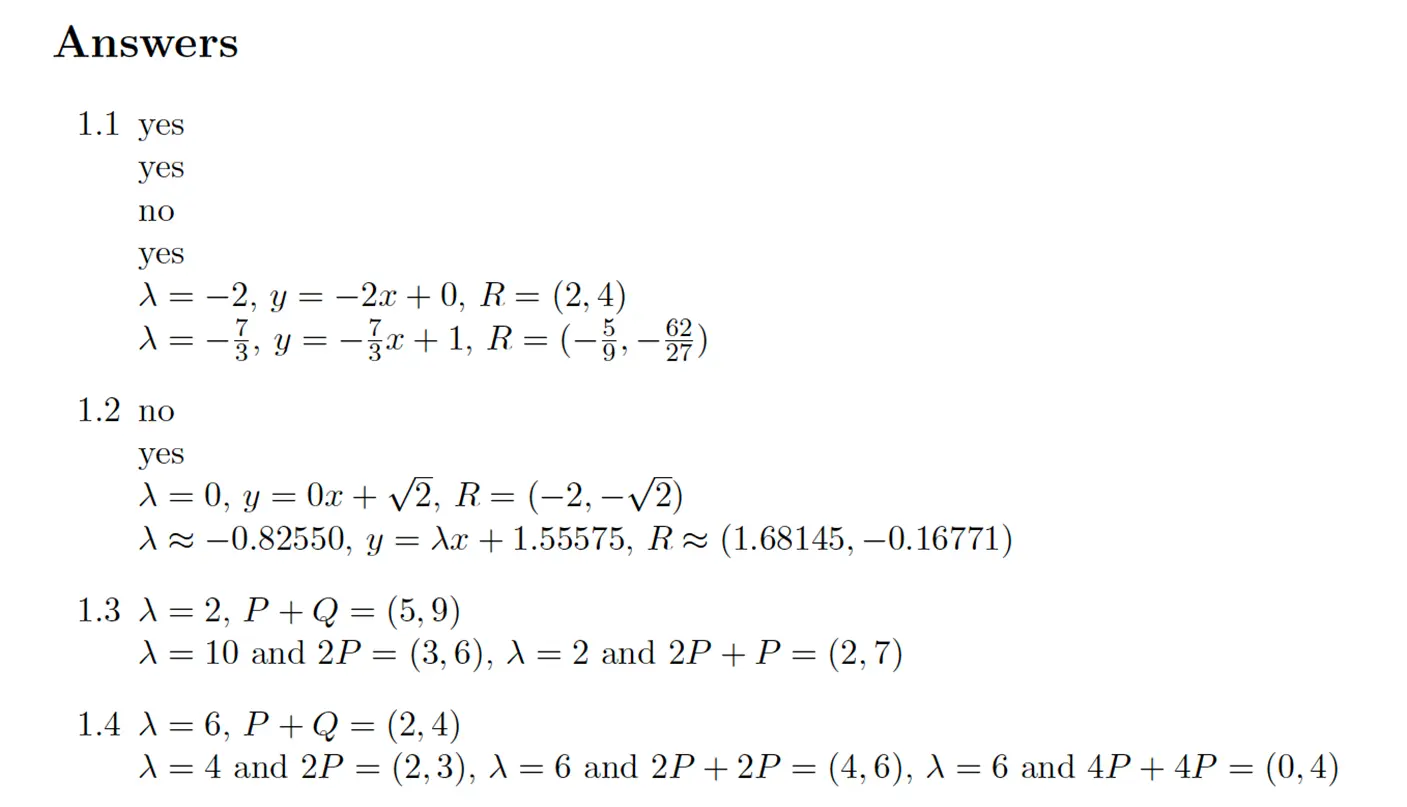 Answers
1.1 yes
yes
no
yes
λ = −2, y = −2x + 0, R = (2, 4)
λ = −7/3, y = −7/3x + 1, R = (−5/9, −62/27)
1.2 no
yes
λ = 0, y = 0x + √2, R = (−2, −√2)
λ ≈ −0.82550, y = λx + 1.55575, R ≈ (1.68145, −0.16771)
1.3 λ = 2, P + Q = (5, 9)
λ = 10 and 2P = (3, 6), λ = 2 and 2P + P = (2, 7)
1.4 λ = 6, P + Q = (2, 4)
λ = 4 and 2P = (2, 3), λ = 6 and 2P + 2P = (4, 6), λ = 6 and 4P + 4P = (0, 4)